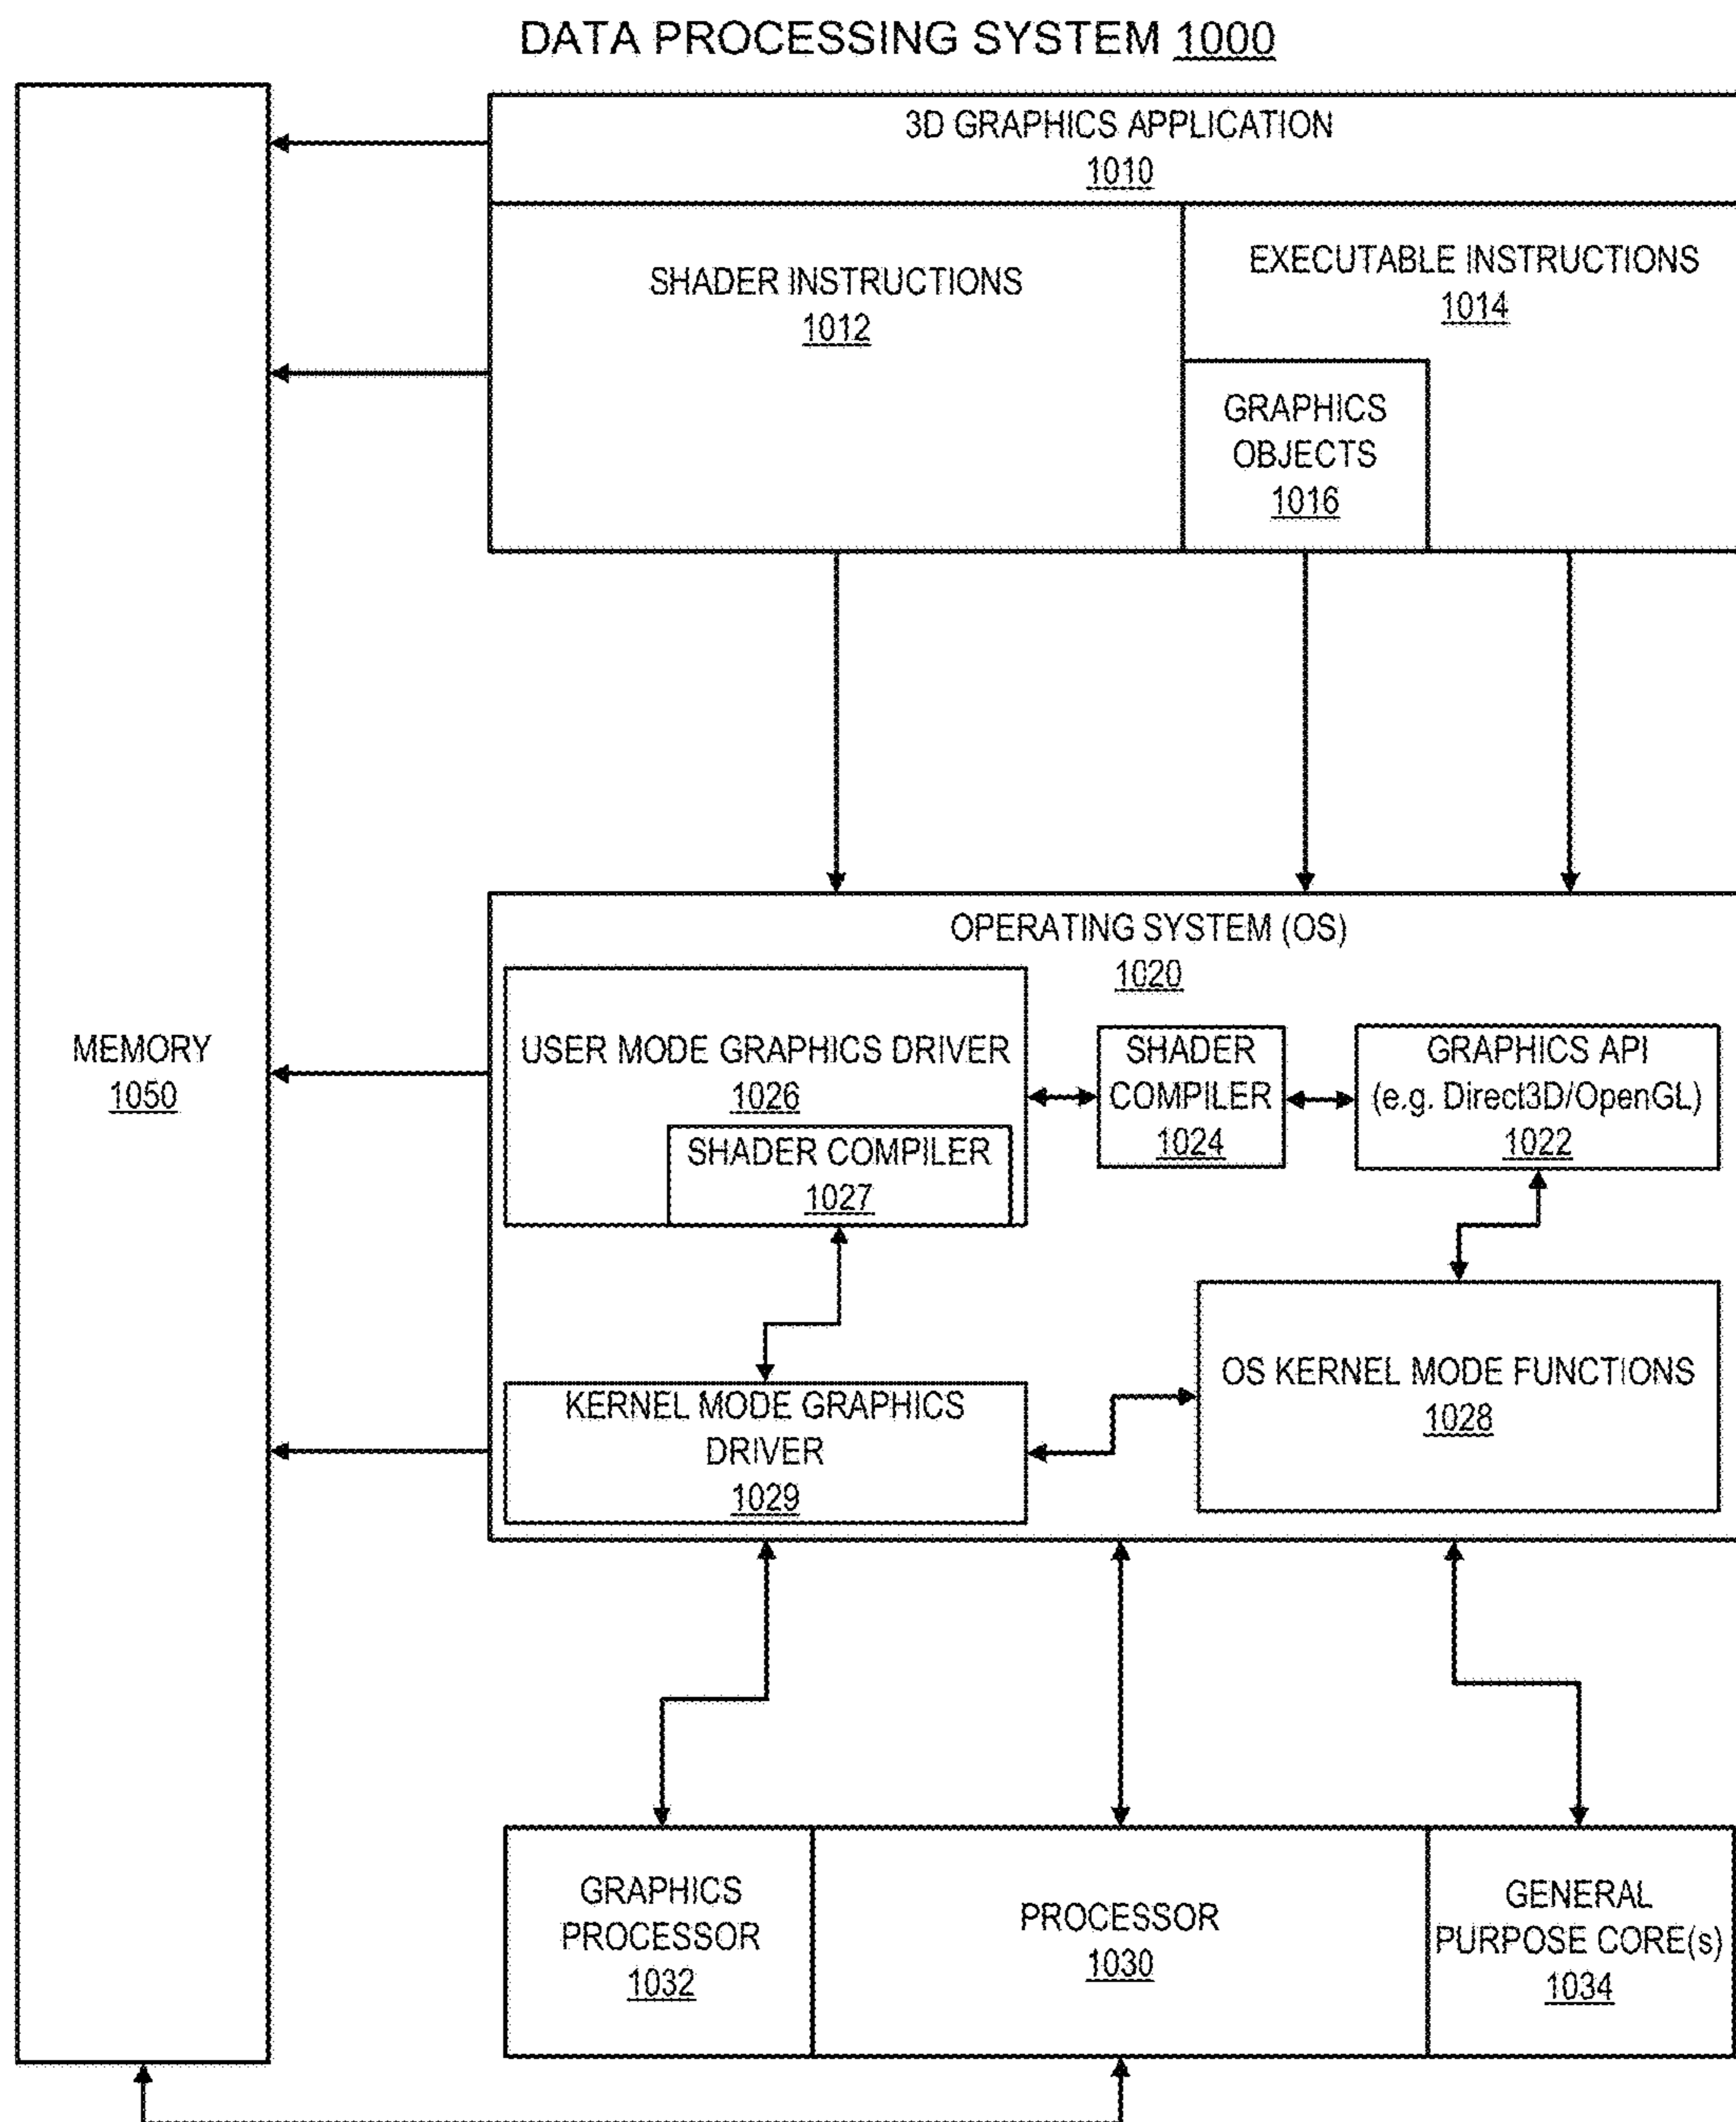 DATA PROCESSING SYSTEM 1000
3D GRAPHICS APPLICATION
1010
SHADER INSTRUCTIONS
1012
EXECUTABLE INSTRUCTIONS
1014
GRAPHICS
OBJECTS
1016
MEMORY
1050
OPERATING SYSTEM (OS)
1020
USER MODE GRAPHICS DRIVER
1026
SHADER COMPILER
1027
SHADER
COMPILER
1024
GRAPHICS API
(e.g. Direct3D/OpenGL)
1022
KERNEL MODE GRAPHICS
DRIVER
1029
OS KERNEL MODE FUNCTIONS
1028
GRAPHICS
PROCESSOR
1032
PROCESSOR
1030
GENERAL
PURPOSE CORE(s)
1034